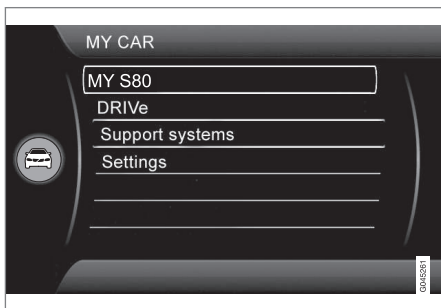 MY CAR
MY S80
DRIVe
Support systems
Settings
G045261